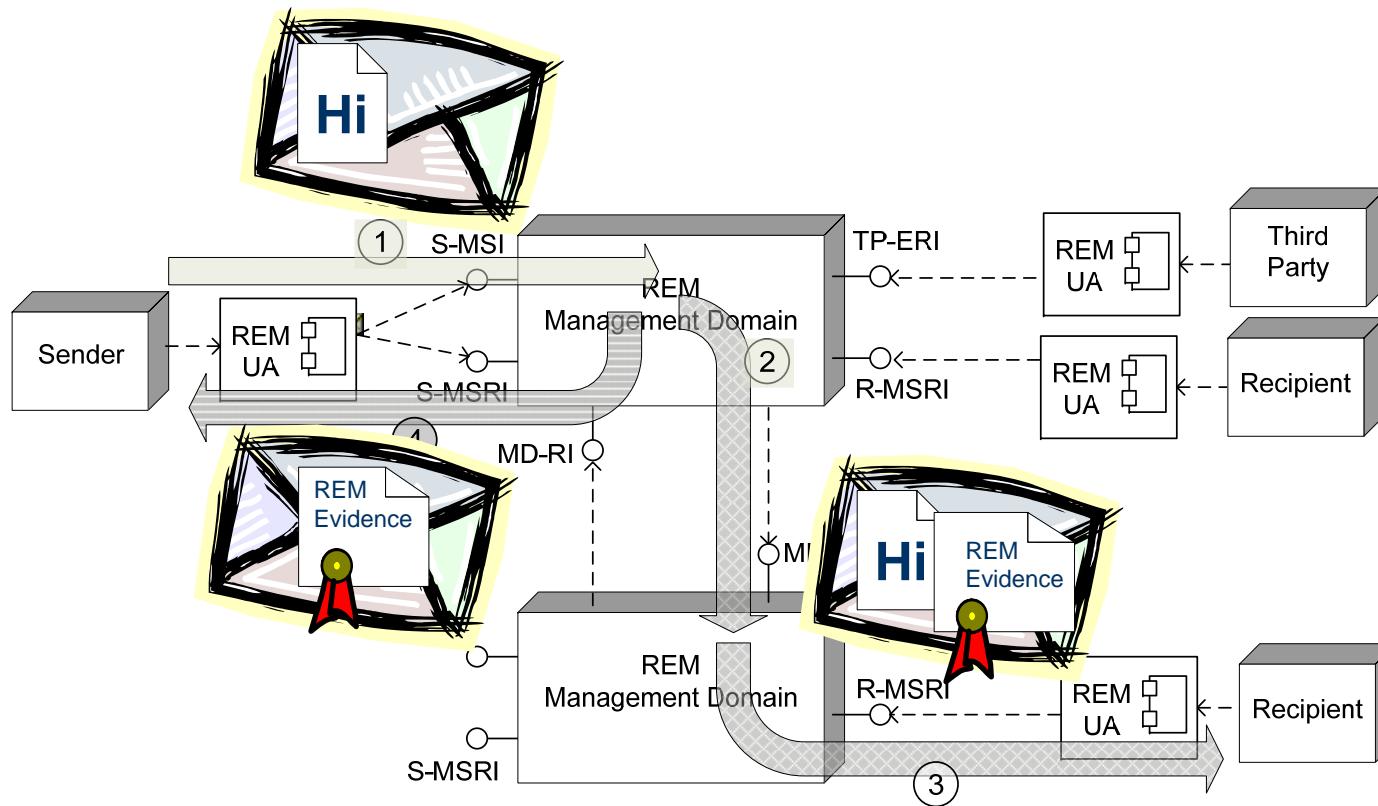 Hi
1
S-MSI
TP-ERI
REM
UA
Third
Party
Sender
REM
UA
REM
Management Domain
2
S-MSRI
R-MSRI
REM
UA
Recipient
MD-RI
REM
Evidence
Hi
REM
Evidence
REM
Management Domain
R-MSRI
REM
UA
Recipient
S-MSRI
3